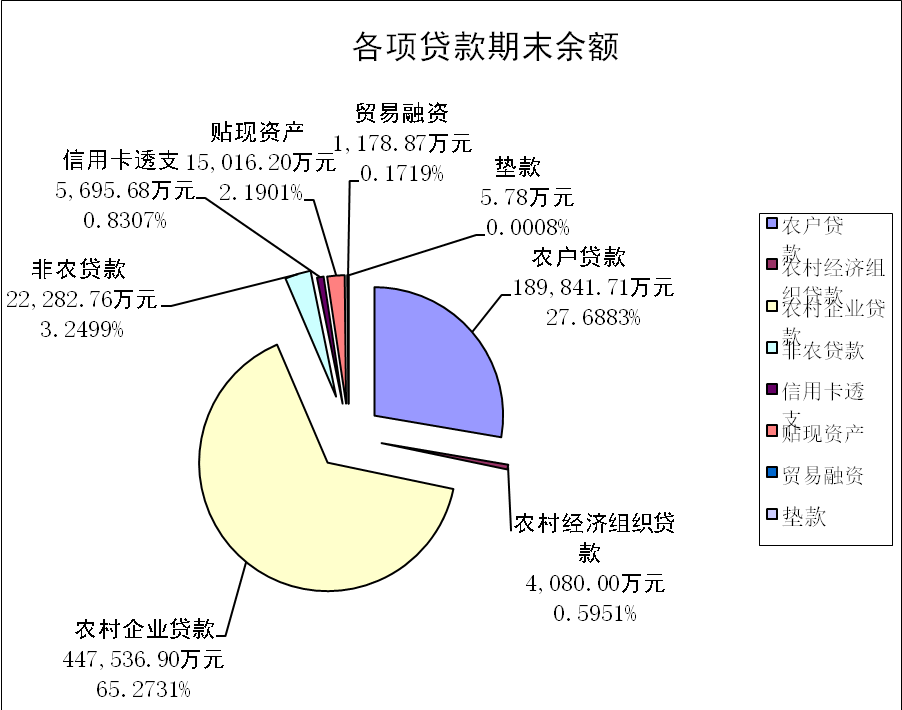 各项贷款期末余额
贸易融资
1,178.87万元
0.1719%
贴现资产
15,016.20万元
2.1901%
信用卡透支
5,695.68万元
0.8307%
垫款
5.78万元
0.0008%
非农贷款
22,282.76万元
3.2499%
农户贷款
189,841.71万元
27.6883%
农村经济组织贷
款
4,080.00万元
0.5951%
农村企业贷款
447,536.90万元
65.2731%
农户贷
款
农村经济组
织贷款
农村企业贷
款
非农贷款
信用卡透
支
贴现资产
贸易融资
垫款